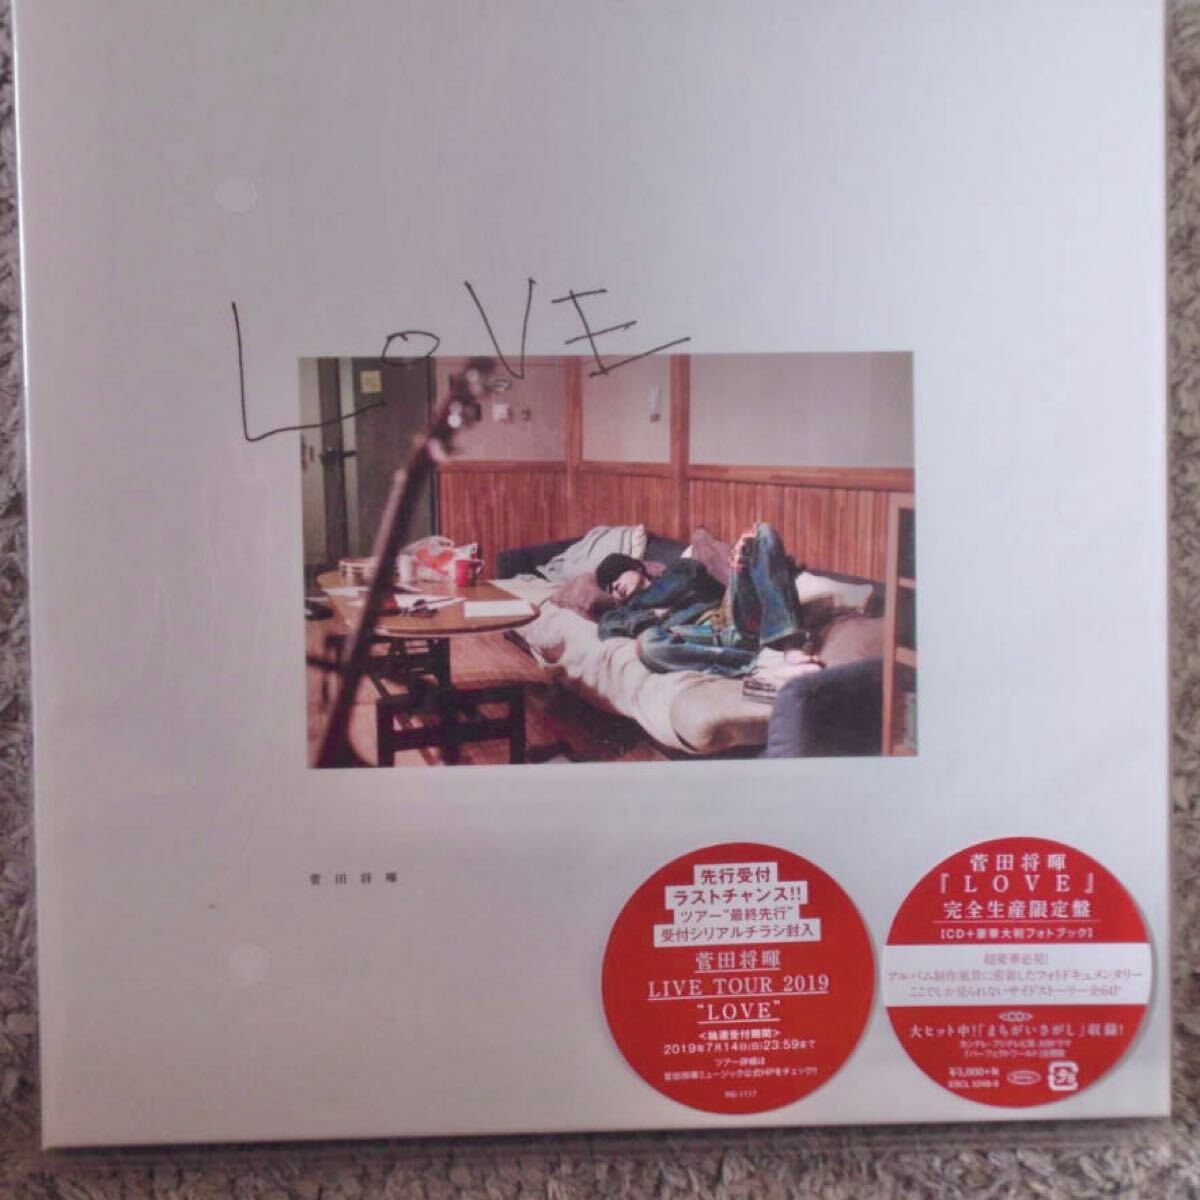 LOVE
菅田将暉
先行受付
ラストチャンス!!
ツアー"最終先行"
受付シリアルチラシ封入
菅田将暉
LIVE TOUR 2019
"LOVE"
<抽選受付期間>
2019年7月14日(日)23:59まで
ツアー詳細は
菅田将暉ミュージック公式HPをチェック!!
菅田将暉
『LOVE』
完全生産限定盤
【CD+豪華大判フォトブック】
超豪華必見!
アルバム制作風景に密着したフォトドキュメンタリー
ここでしか見られないサイドストーリー全64P
<CD>
大ヒット中!「まちがいさがし」収録!
カンテレ・フジテレビ系 火9ドラマ
「パーフェクトワールド」主題歌
¥5,000+税